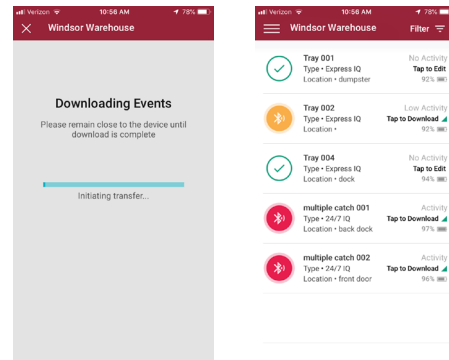 Verizon 10:56 AM 78%
Windsor Warehouse
Downloading Events
Please remain close to the device until
download is complete
Initiating transfer...
Verizon 10:56 AM 78%
Windsor Warehouse Filter
Tray 001 No Activity
Type • Express IQ Tap to Edit
Location • dumpster 92%
Tray 002 Low Activity
Type • Express IQ Tap to Download
Location • 92%
Tray 004 No Activity
Type • Express IQ Tap to Edit
Location • dock 94%
multiple catch 001 Activity
Type • 24/7 IQ Tap to Download
Location • back dock 97%
multiple catch 002 Activity
Type • 24/7 IQ Tap to Download
Location • front door 96%